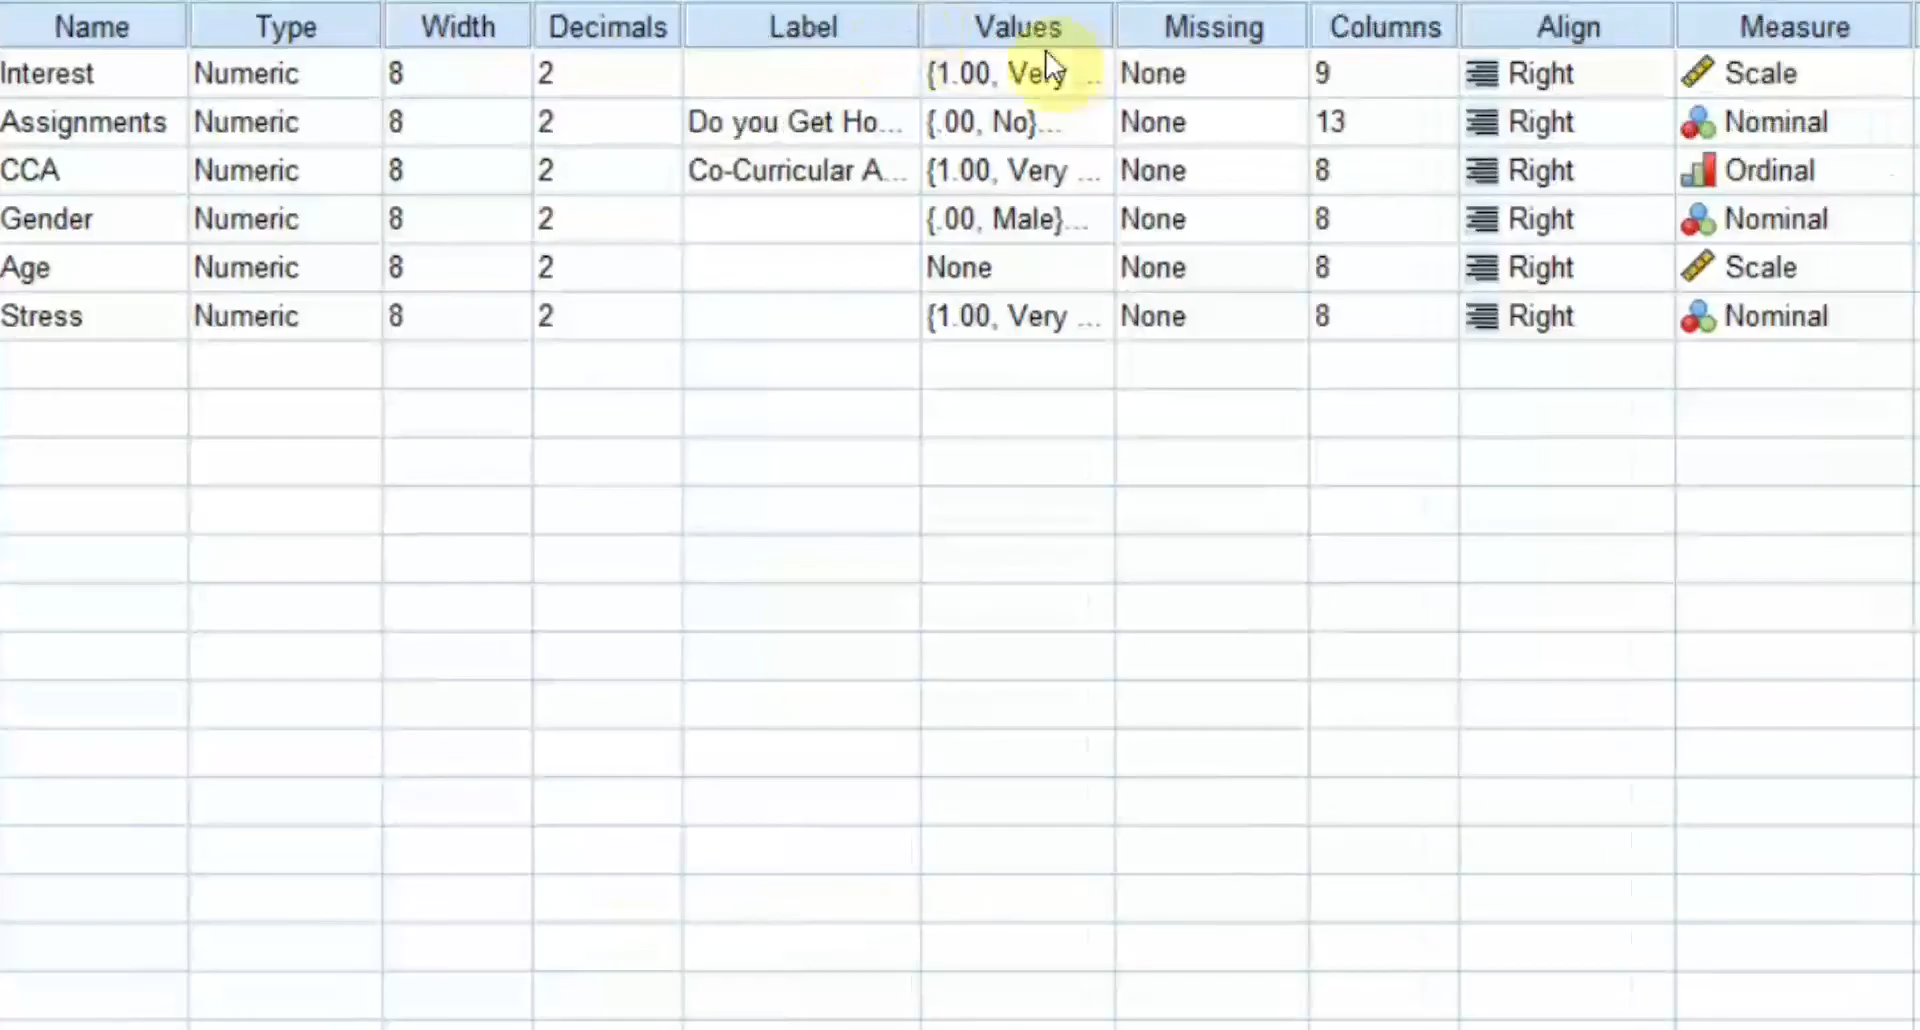 Name Type Width Decimals Label Values Missing Columns Align Measure
Interest Numeric 8 2 {1.00, Very ... None 9 Right Scale
Assignments Numeric 8 2 Do you Get Ho... {.00, No}... None 13 Right Nominal
CCA Numeric 8 2 Co-Curricular A... {1.00, Very ... None 8 Right Ordinal
Gender Numeric 8 2 {.00, Male}... None 8 Right Nominal
Age Numeric 8 2 None None 8 Right Scale
Stress Numeric 8 2 {1.00, Very ... None 8 Right Nominal